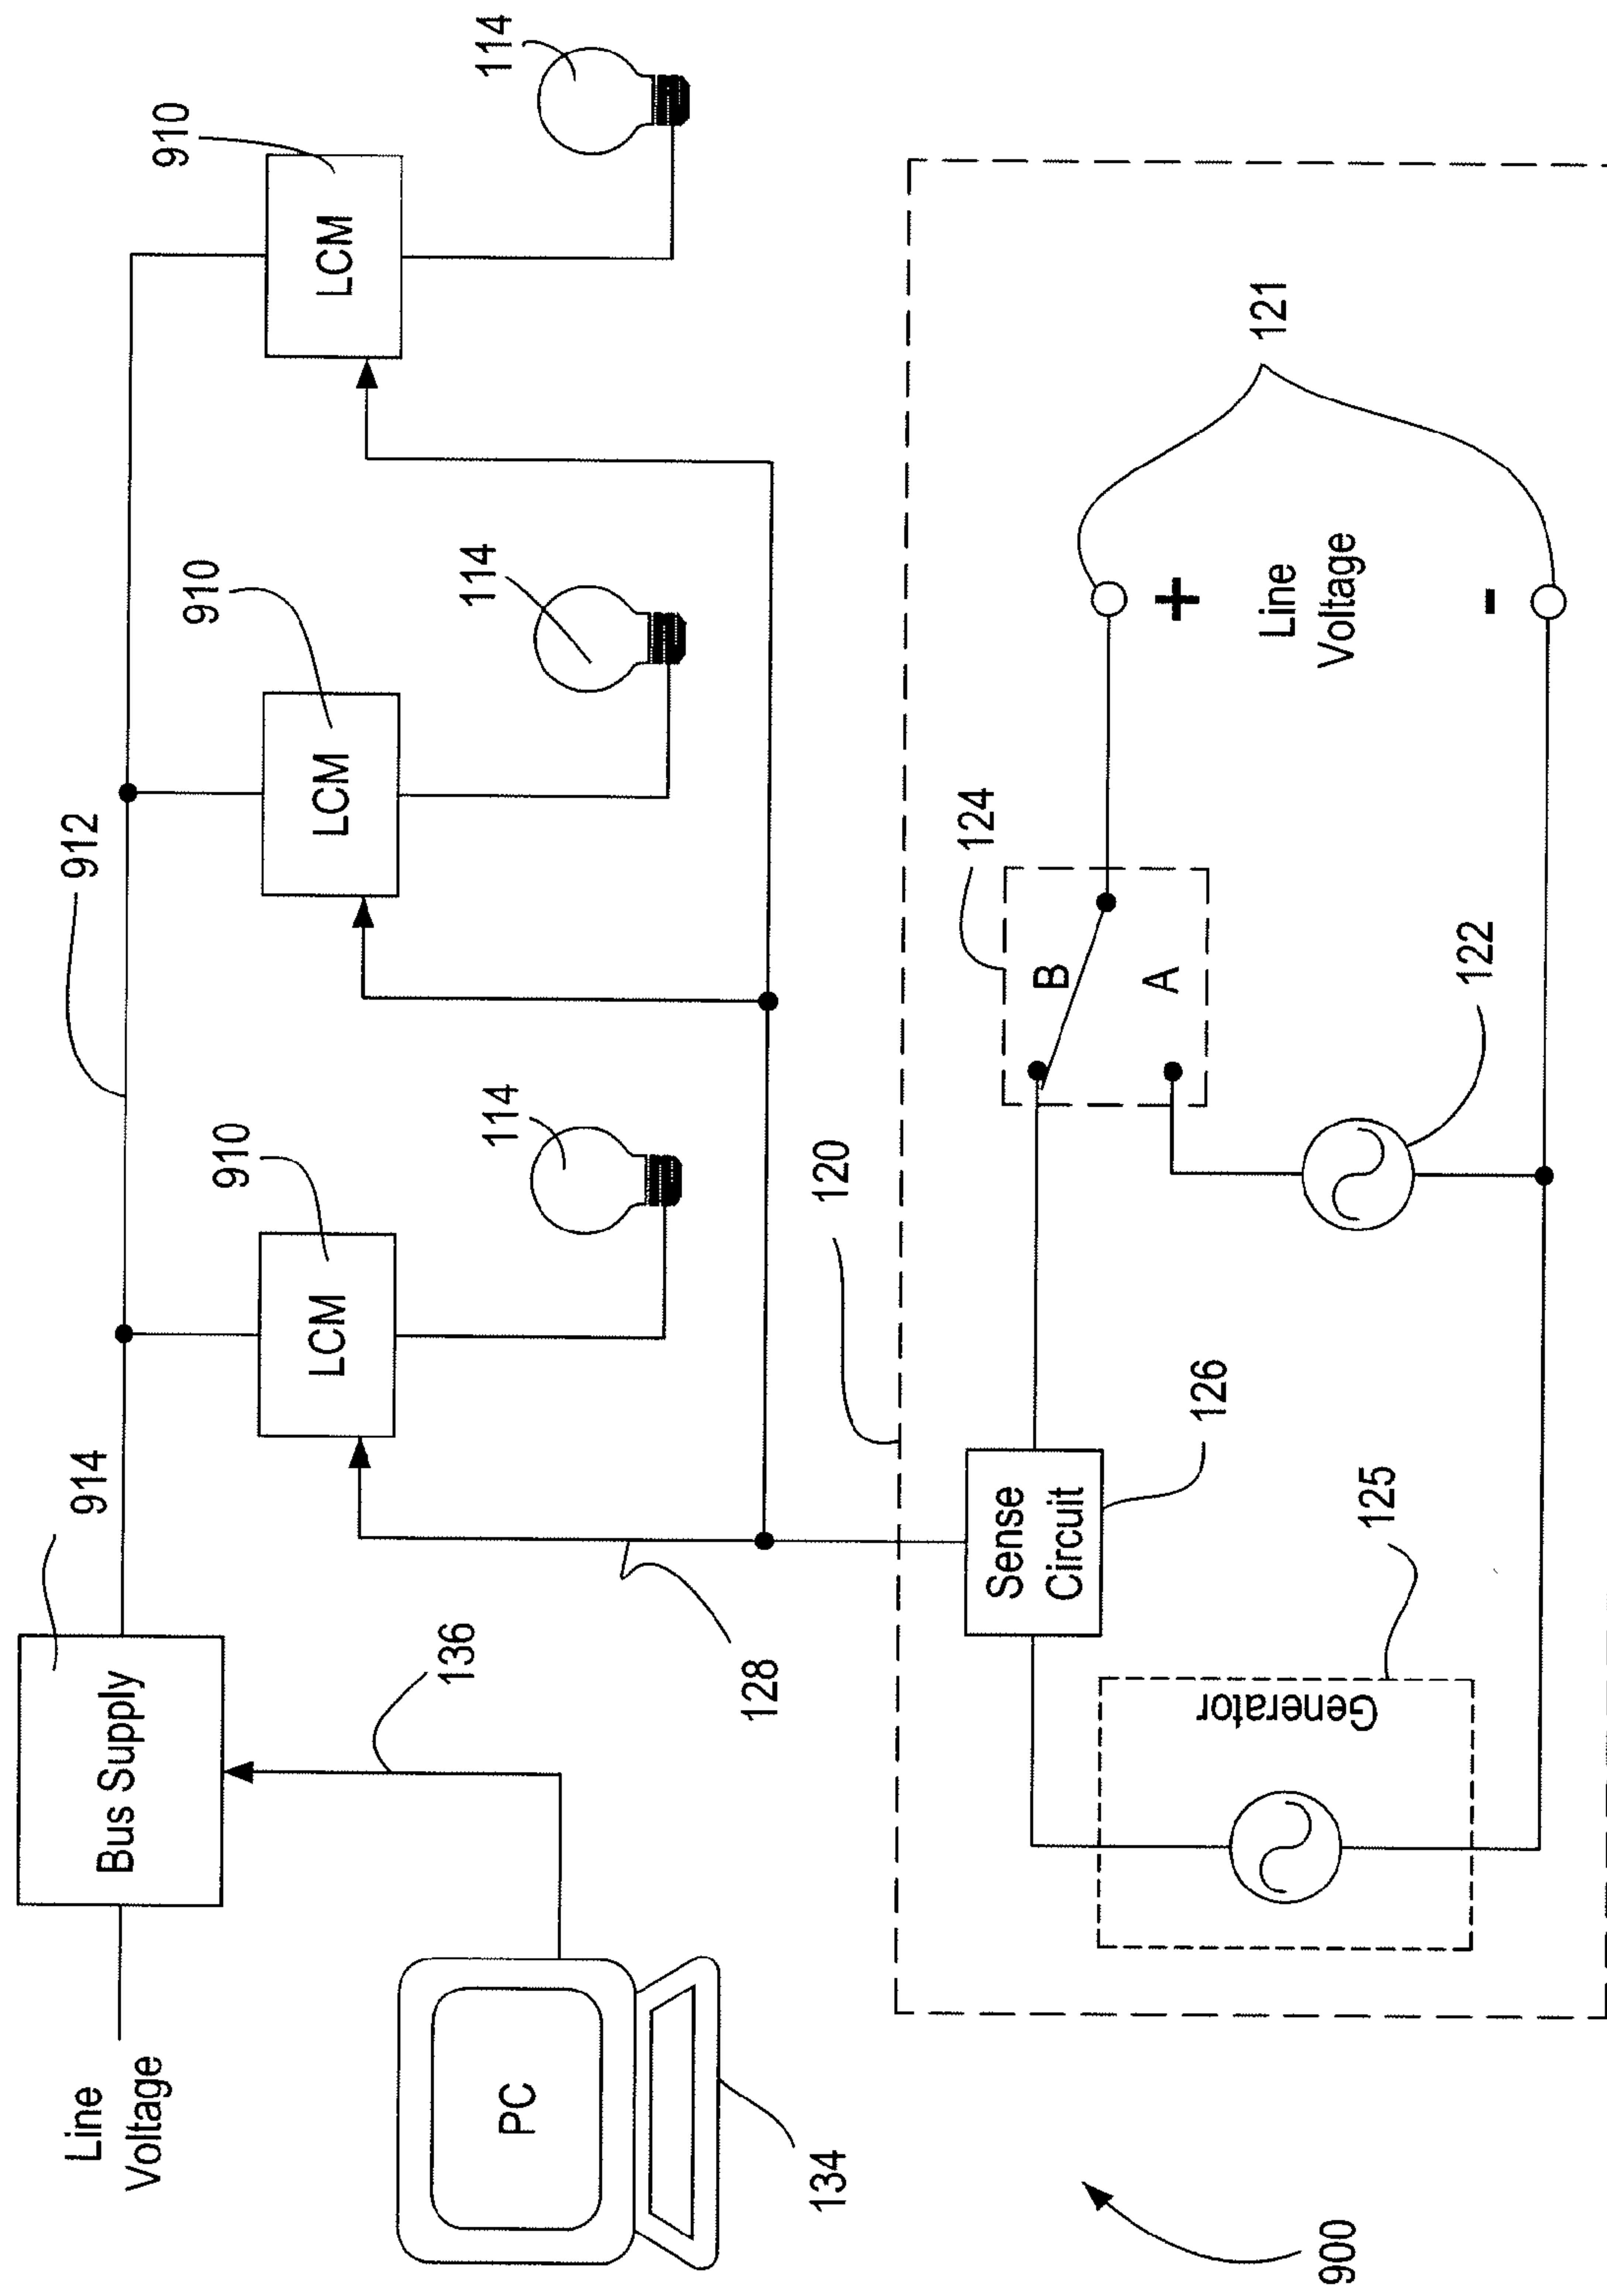 Line
Voltage
Bus Supply
914
912
910
LCM
910
LCM
910
LCM
114
114
114
PC
134
136
128
120
Sense
Circuit
126
124
B
A
122
Generator
125
+
Line
Voltage
-
121
900